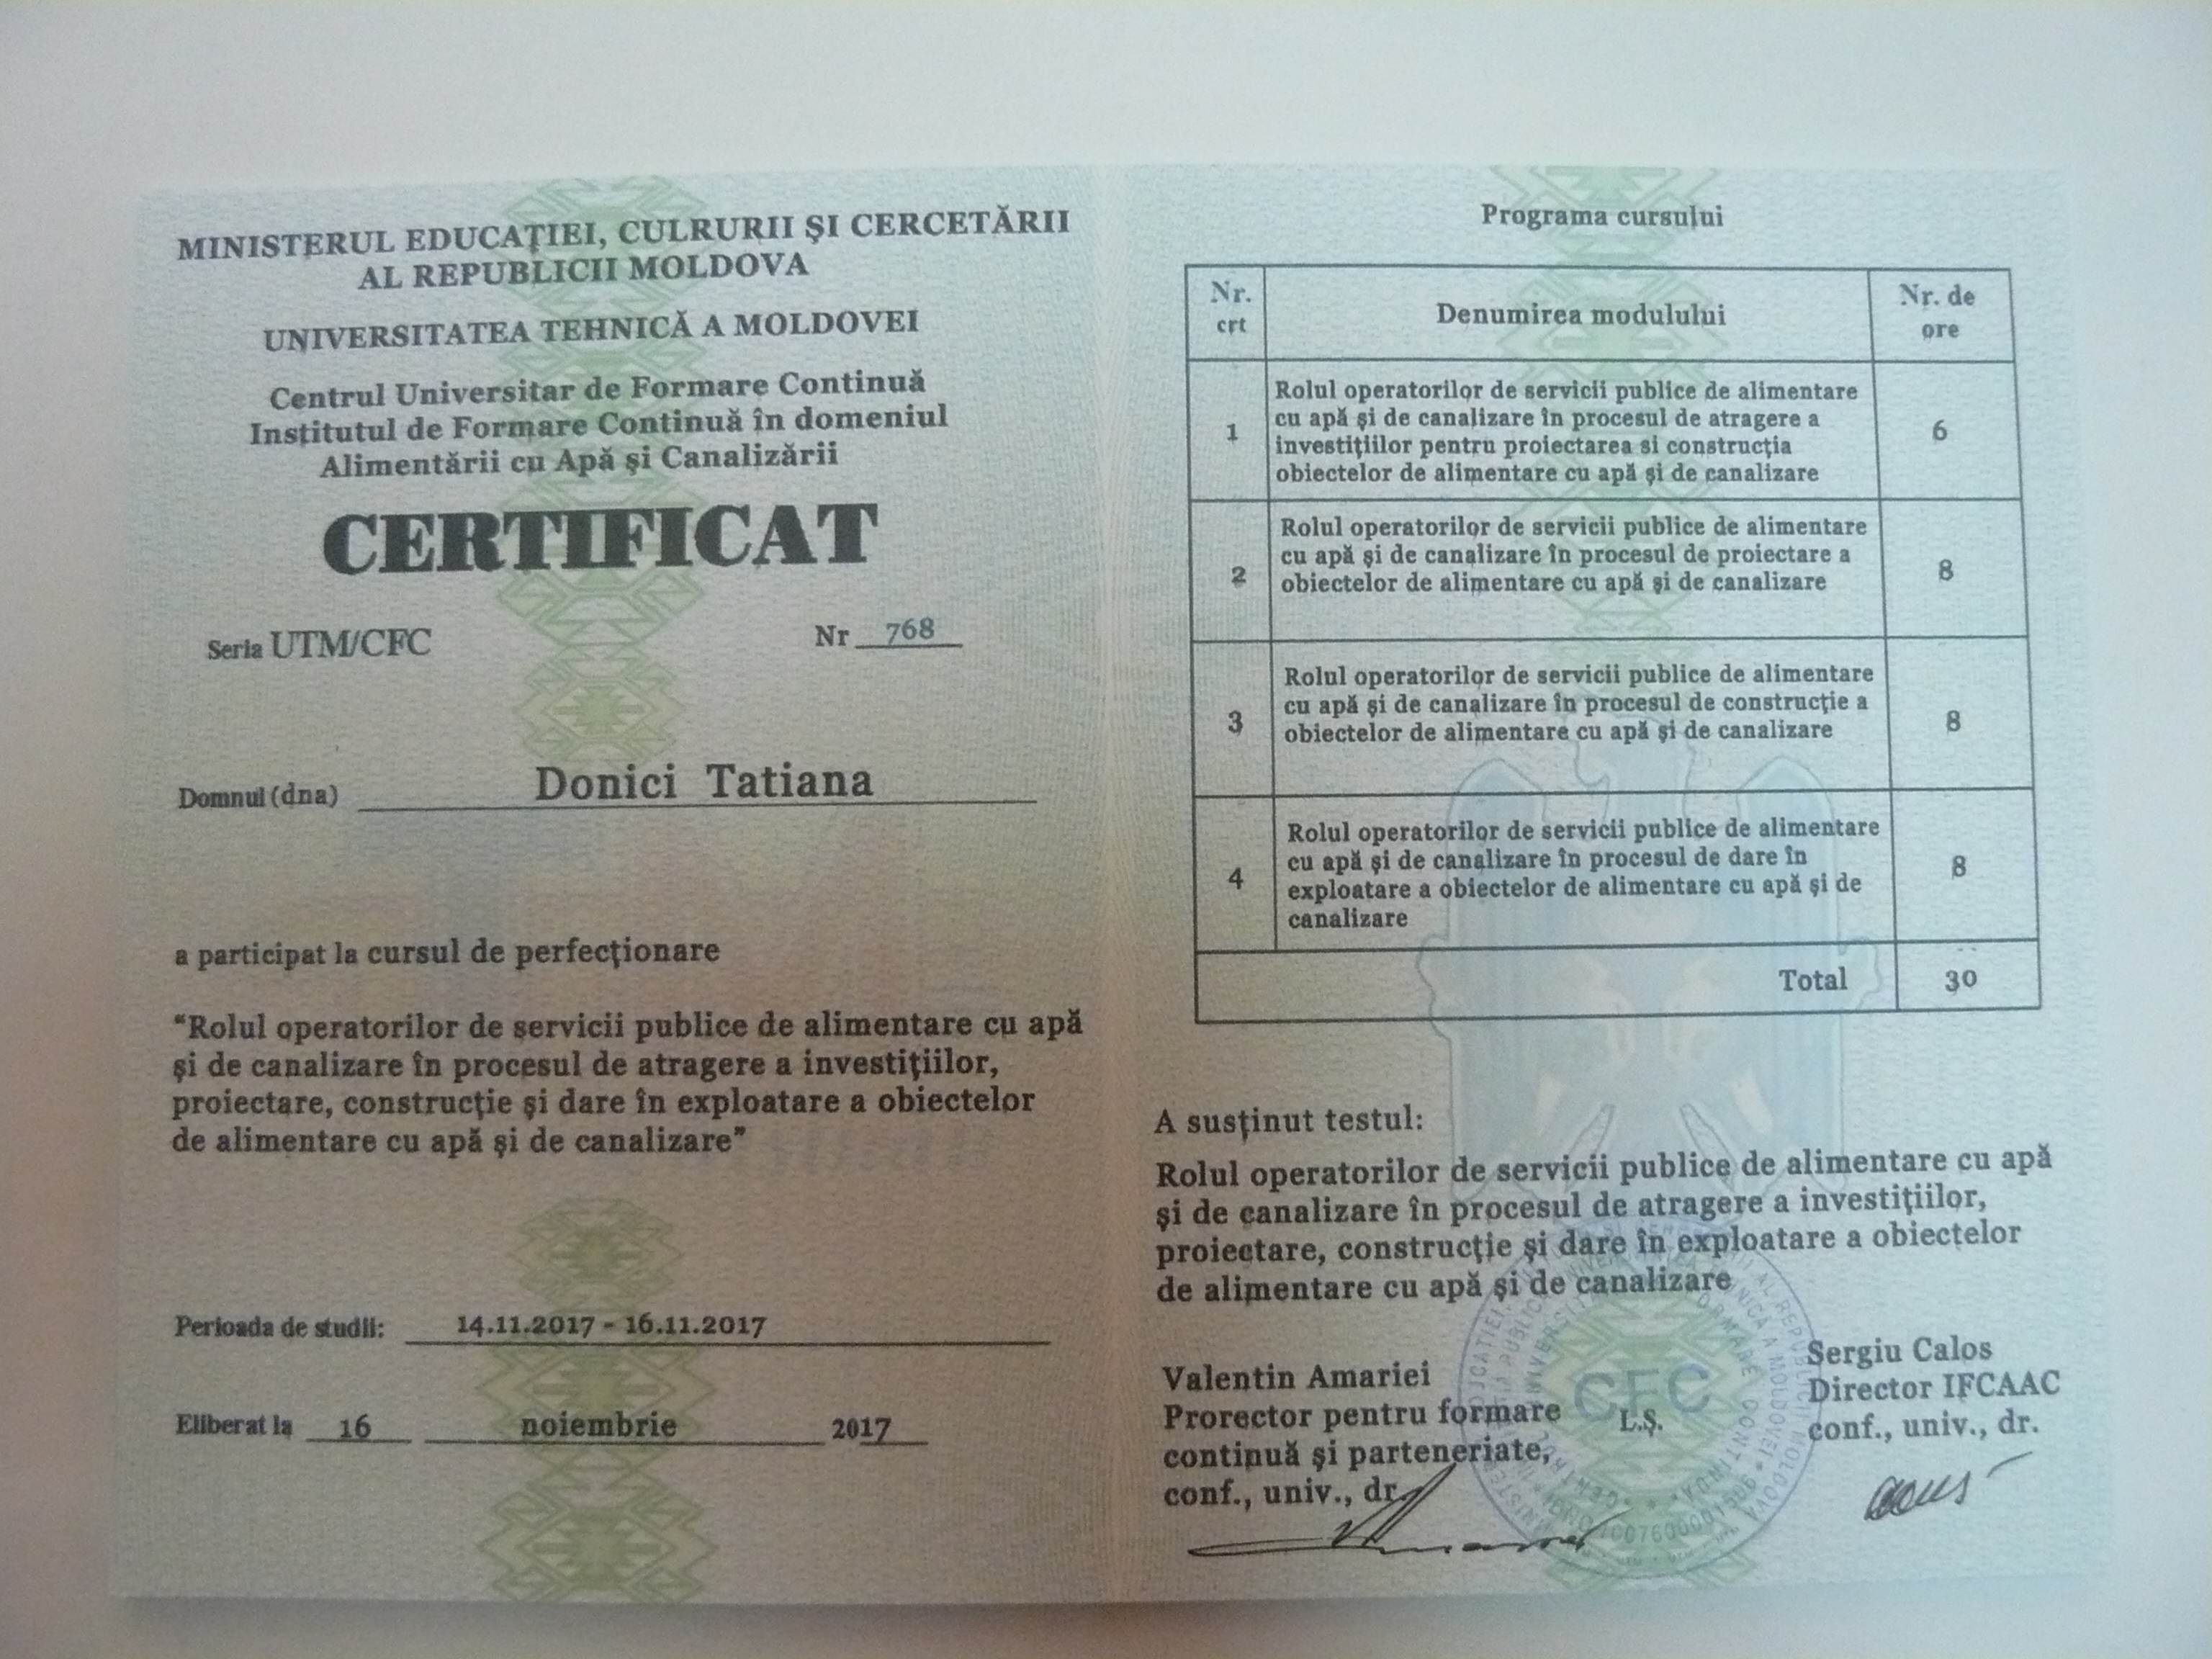 MINISTERUL EDUCAŢIEI, CULRURII ŞI CERCETĂRII
AL REPUBLICII MOLDOVA
UNIVERSITATEA TEHNICĂ A MOLDOVEI
Centrul Universitar de Formare Continuă
Institutul de Formare Continuă în domeniul
Alimentării cu Apă şi Canalizării
CERTIFICAT
Seria UTM/CFC Nr 768
Domnul (dna) Donici Tatiana
a participat la cursul de perfecţionare
“Rolul operatorilor de servicii publice de alimentare cu apă
şi de canalizare în procesul de atragere a investiţiilor,
proiectare, construcţie şi dare în exploatare a obiectelor
de alimentare cu apă şi de canalizare”
Perioada de studii: 14.11.2017 - 16.11.2017
Eliberat la 16 noiembrie 2017
Programa cursului
Nr. crt Denumirea modulului Nr. de ore
1 Rolul operatorilor de servicii publice de alimentare
cu apă şi de canalizare în procesul de atragere a
investiţiilor pentru proiectarea si construcţia
obiectelor de alimentare cu apă şi de canalizare 6
2 Rolul operatorilor de servicii publice de alimentare
cu apă şi de canalizare în procesul de proiectare a
obiectelor de alimentare cu apă şi de canalizare 8
3 Rolul operatorilor de servicii publice de alimentare
cu apă şi de canalizare în procesul de construcţie a
obiectelor de alimentare cu apă şi de canalizare 8
4 Rolul operatorilor de servicii publice de alimentare
cu apă şi de canalizare în procesul de dare în
exploatare a obiectelor de alimentare cu apă şi de
canalizare 8
Total 30
A susţinut testul:
Rolul operatorilor de servicii publice de alimentare cu apă
şi de canalizare în procesul de atragere a investiţiilor,
proiectare, construcţie şi dare în exploatare a obiectelor
de alimentare cu apă şi de canalizare
Valentin Amariei
Prorector pentru formare
continuă şi parteneriate,
conf., univ., dr.
CFC
L.Ş.
Sergiu Calos
Director IFCAAC
conf., univ., dr.